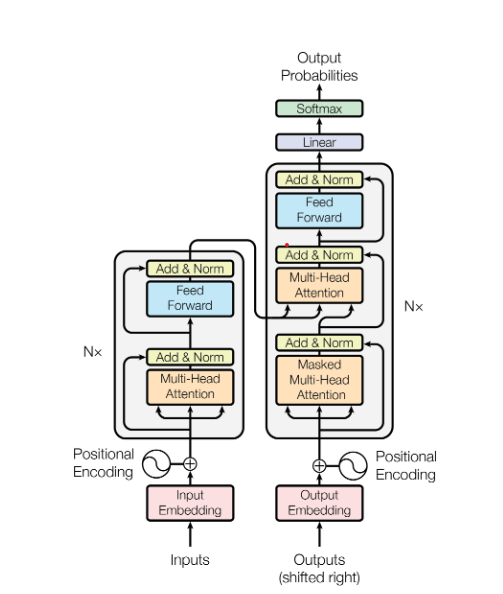 Output
Probabilities
Softmax
Linear
Add & Norm
Feed
Forward
Add & Norm
Multi-Head
Attention
Add & Norm
Masked
Multi-Head
Attention
N×
Add & Norm
Feed
Forward
Add & Norm
Multi-Head
Attention
N×
Positional
Encoding
Positional
Encoding
Input
Embedding
Output
Embedding
Inputs
Outputs
(shifted right)